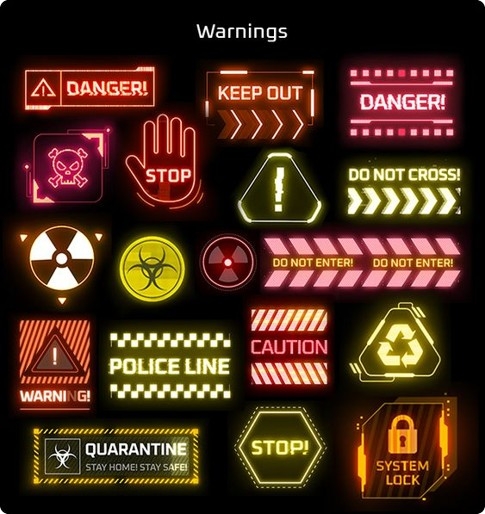 Warnings
DANGER!
KEEP OUT
DANGER!
STOP
DO NOT CROSS!
DO NOT ENTER! DO NOT ENTER!
WARNING!
POLICE LINE
CAUTION
QUARANTINE
STAY HOME! STAY SAFE!
STOP!
SYSTEM
LOCK